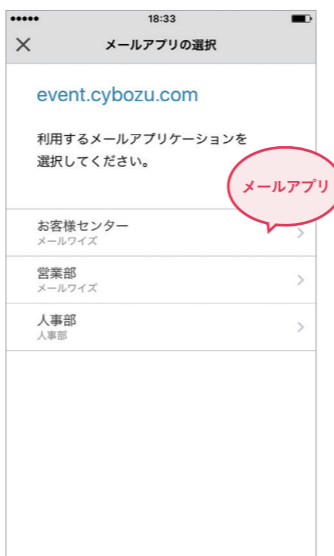 18:33
メールアプリの選択
event.cybozu.com
利用するメールアプリケーションを
選択してください。
メールアプリ
お客様センター
メールワイズ
営業部
メールワイズ
人事部
人事部